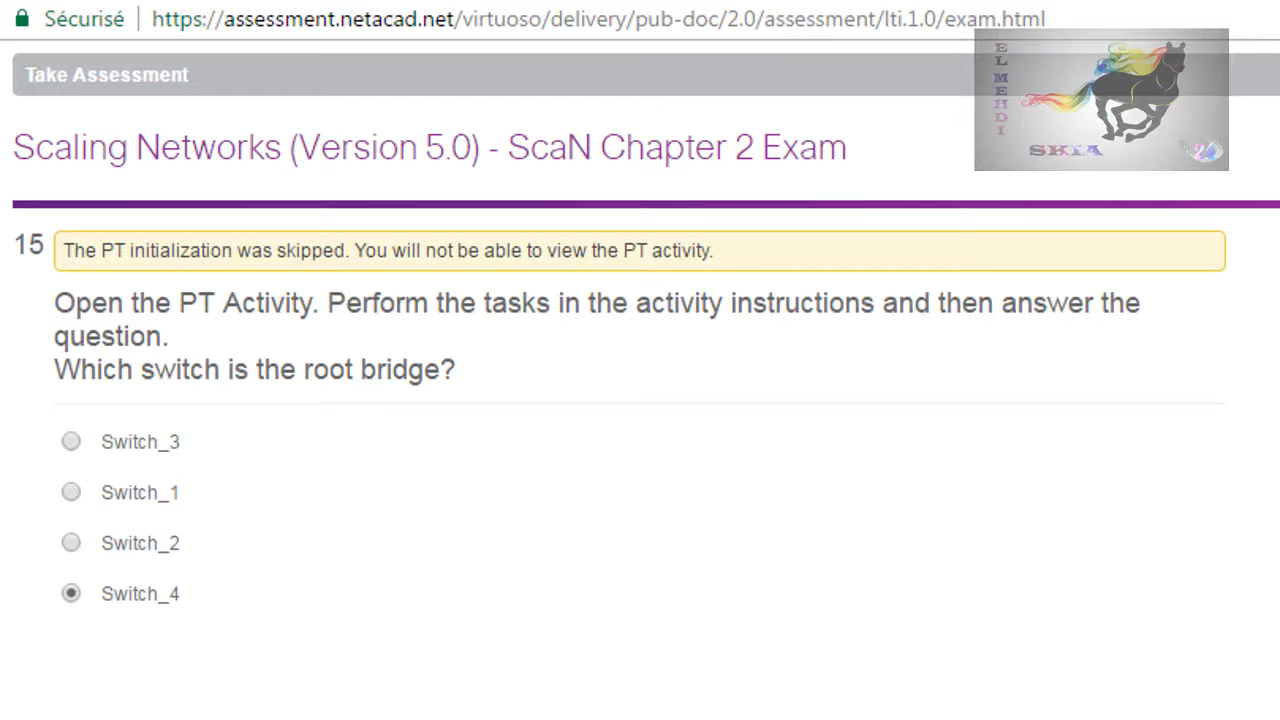 Sécurisé | https://assessment.netacad.net/virtuoso/delivery/pub-doc/2.0/assessment/lti.1.0/exam.html
Take Assessment
EL MEHDI
SKIA
Scaling Networks (Version 5.0) - ScaN Chapter 2 Exam
15
The PT initialization was skipped. You will not be able to view the PT activity.
Open the PT Activity. Perform the tasks in the activity instructions and then answer the
question.
Which switch is the root bridge?
Switch_3
Switch_1
Switch_2
Switch_4